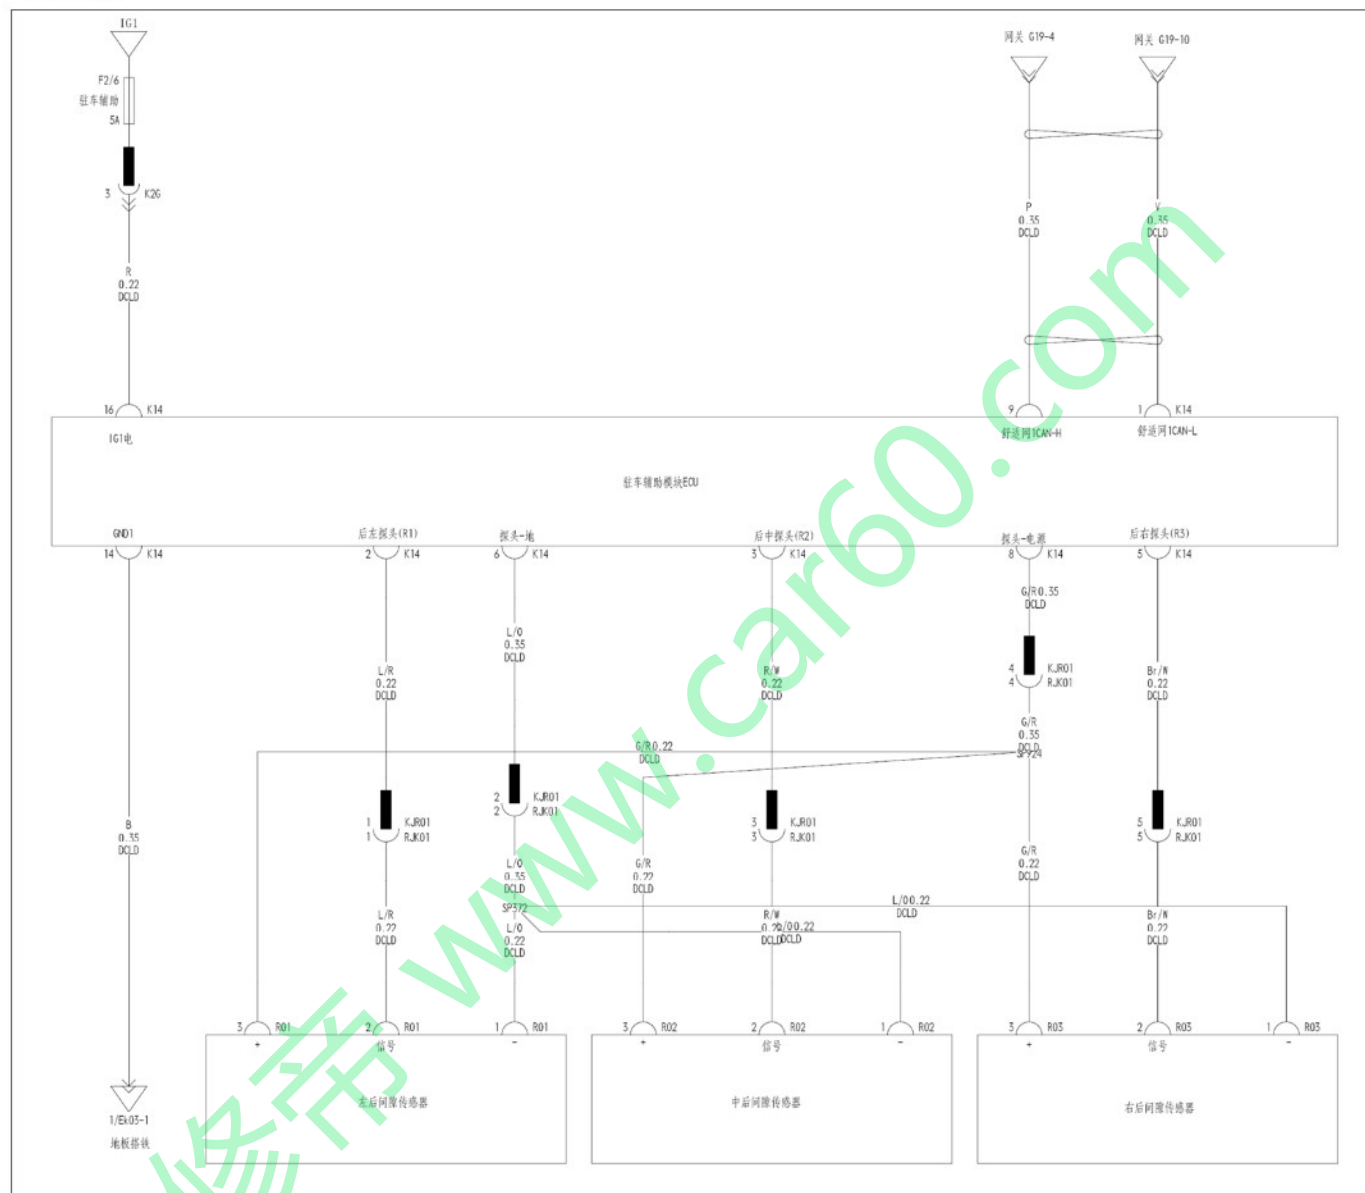 IG1
网关 G19-4
网关 G19-10
F2/6
驻车辅助
5A
3 K2G
P
0.35
DCLD
V
0.35
DCLD
R
0.22
DCLD
16 K14
9
1 K14
IG1电
舒适网1CAN-H
舒适网1CAN-L
驻车辅助模块ECU
GND1
后左探头(R1)
探头-地
后中探头(R2)
探头-电源
后右探头(R3)
14 K14
2 K14
6 K14
3 K14
8 K14
5 K14
G/R 0.35
DCLD
L/O
0.35
DCLD
L/R
0.22
DCLD
R/W
0.22
DCLD
4 KJR01
4 RJK01
Br/W
0.22
DCLD
G/R
0.35
DCLD
SP724
G/R 0.22
DCLD
2 KJR01
2 RJK01
1 KJR01
1 RJK01
3 KJR01
3 RJK01
5 KJR01
5 RJK01
B
0.35
DCLD
L/O
0.35
DCLD
SP372
G/R
0.22
DCLD
G/R
0.22
DCLD
L/O 0.22
DCLD
L/R
0.22
DCLD
L/O
0.22
DCLD
R/W
0.22
DCLD
L/O 0.22
DCLD
Br/W
0.22
DCLD
3 R01
2 R01
1 R01
3 R02
2 R02
1 R02
3 R03
2 R03
1 R03
+ 信号 -
+ 信号 -
+ 信号 -
左后间隙传感器
中后间隙传感器
右后间隙传感器
1/Ek03-1
地板搭铁
修帝 www.car60.com